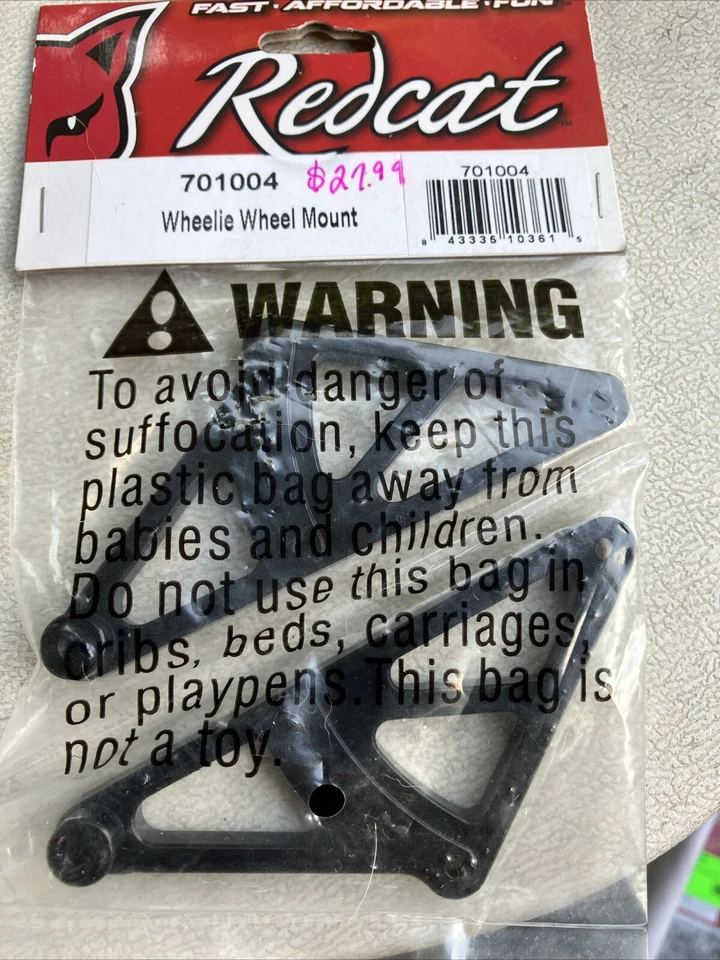 FAST · AFFORDABLE · FUN
Redcat™
701004 $27.99
Wheelie Wheel Mount
701004
8 43335 10361 5
WARNING
To avoid danger of
suffocation, keep this
plastic bag away from
babies and children.
Do not use this bag in
cribs, beds, carriages,
or playpens.This bag is
not a toy.